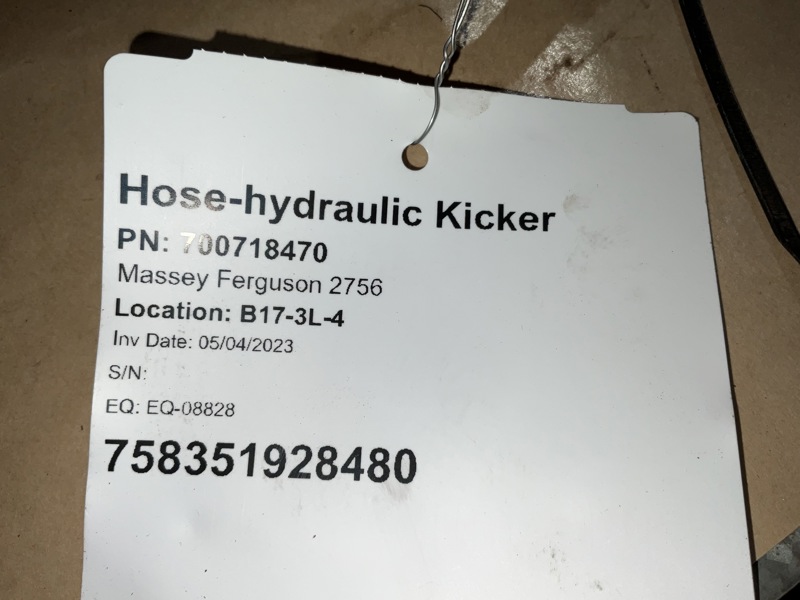 Hose-hydraulic Kicker
PN: 700718470
Massey Ferguson 2756
Location: B17-3L-4
Inv Date: 05/04/2023
S/N:
EQ: EQ-08828
758351928480